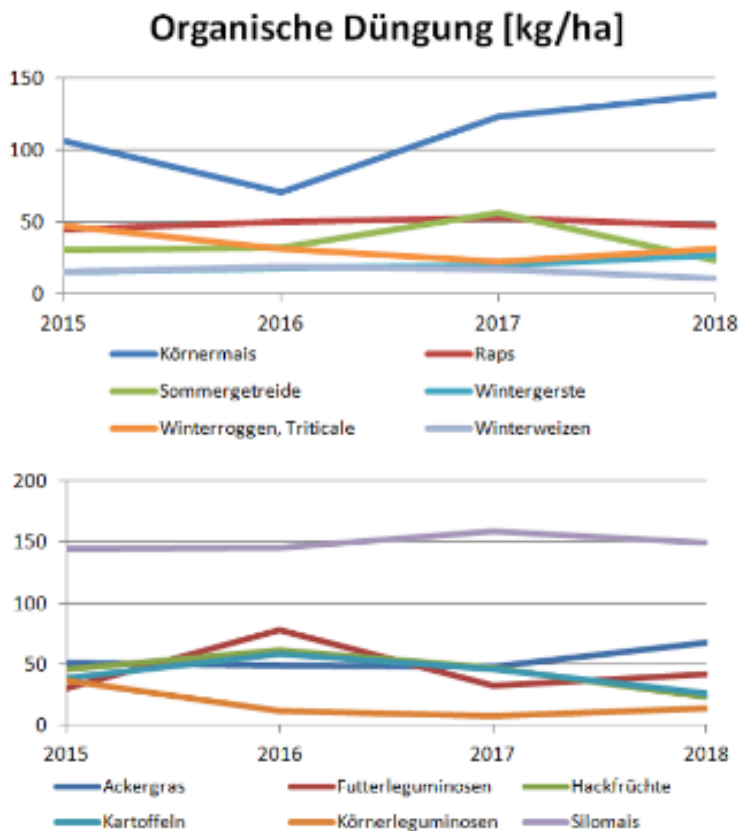 Organische Düngung [kg/ha]
150
100
50
0
2015 2016 2017 2018
Körnermais Raps
Sommergetreide Wintergerste
Winterroggen, Triticale Winterweizen
200
150
100
50
0
2015 2016 2017 2018
Ackergras Futterleguminosen Hackfrüchte
Kartoffeln Körnerleguminosen Silomais